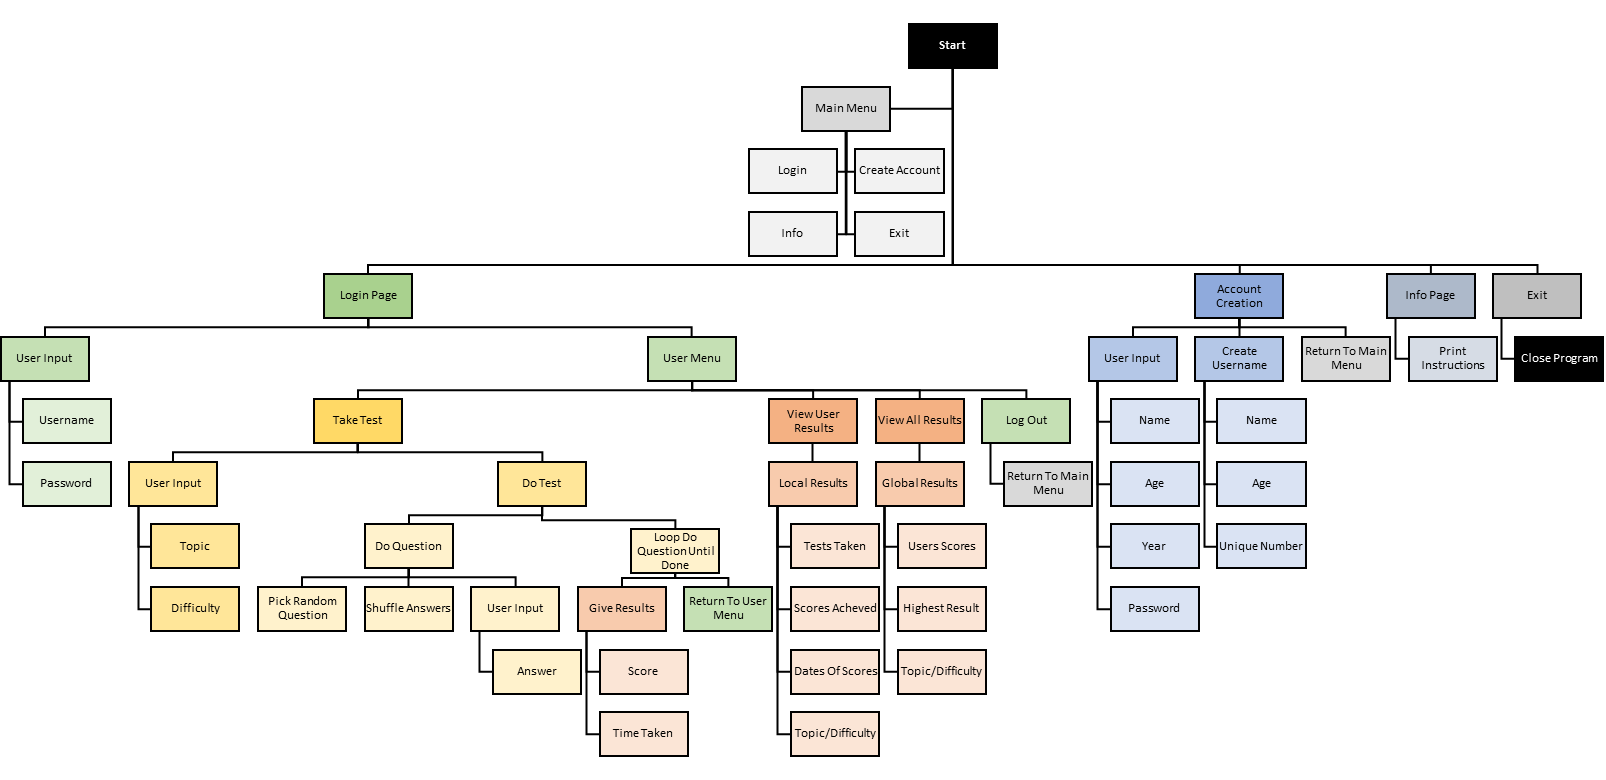 Start
Main Menu
Login
Create Account
Info
Exit
Login Page
Account
Creation
Info Page
Exit
User Input
User Menu
User Input
Create
Username
Return To Main
Menu
Print
Instructions
Close Program
Username
Take Test
View User
Results
View All Results
Log Out
Name
Name
Password
User Input
Do Test
Local Results
Global Results
Return To Main
Menu
Age
Age
Topic
Do Question
Loop Do
Question Until
Done
Tests Taken
Users Scores
Year
Unique Number
Difficulty
Pick Random
Question
Shuffle Answers
User Input
Give Results
Return To User
Menu
Scores Acheved
Highest Result
Password
Answer
Score
Dates Of Scores
Topic/Difficulty
Time Taken
Topic/Difficulty